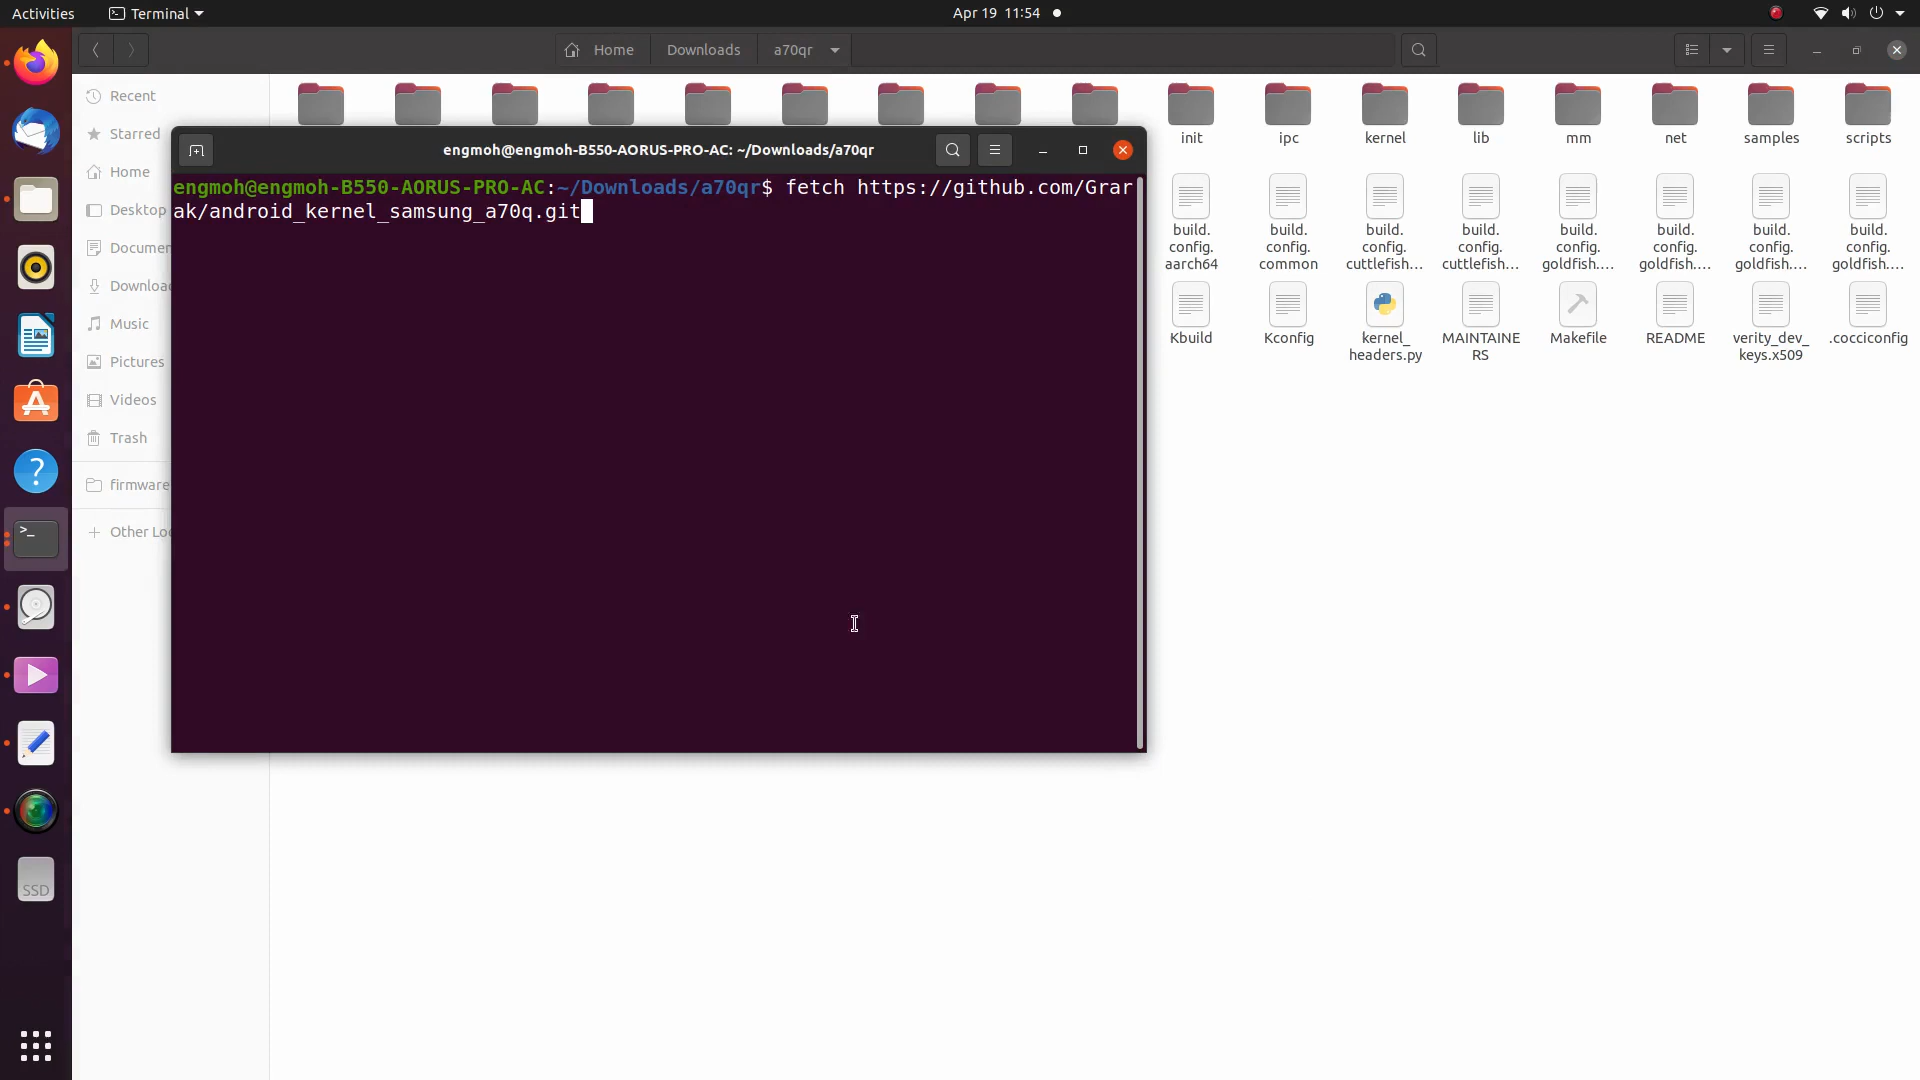 Activities
Terminal
Apr 19 11:54
Home
Downloads
a70qr
Recent
Starred
Home
Desktop
Documen
Downloa
Music
Pictures
Videos
Trash
firmware
Other Lo
engmoh@engmoh-B550-AORUS-PRO-AC: ~/Downloads/a70qr
engmoh@engmoh-B550-AORUS-PRO-AC:~/Downloads/a70qr$ fetch https://github.com/Grar
ak/android_kernel_samsung_a70q.git
init
ipc
kernel
lib
mm
net
samples
scripts
build.
config.
aarch64
build.
config.
common
build.
config.
cuttlefish...
build.
config.
cuttlefish...
build.
config.
goldfish....
build.
config.
goldfish....
build.
config.
goldfish....
build.
config.
goldfish....
Kbuild
Kconfig
kernel_
headers.py
MAINTAINE
RS
Makefile
README
verity_dev_
keys.x509
.cocciconfig
SSD